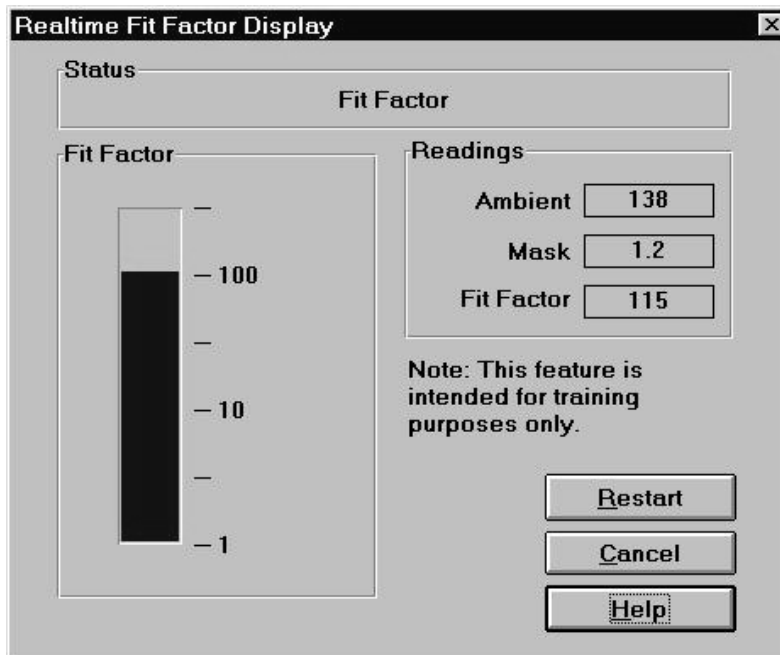 Realtime Fit Factor Display
Status
Fit Factor
Fit Factor
100
10
1
Readings
Ambient 138
Mask 1.2
Fit Factor 115
Note: This feature is
intended for training
purposes only.
Restart
Cancel
Help